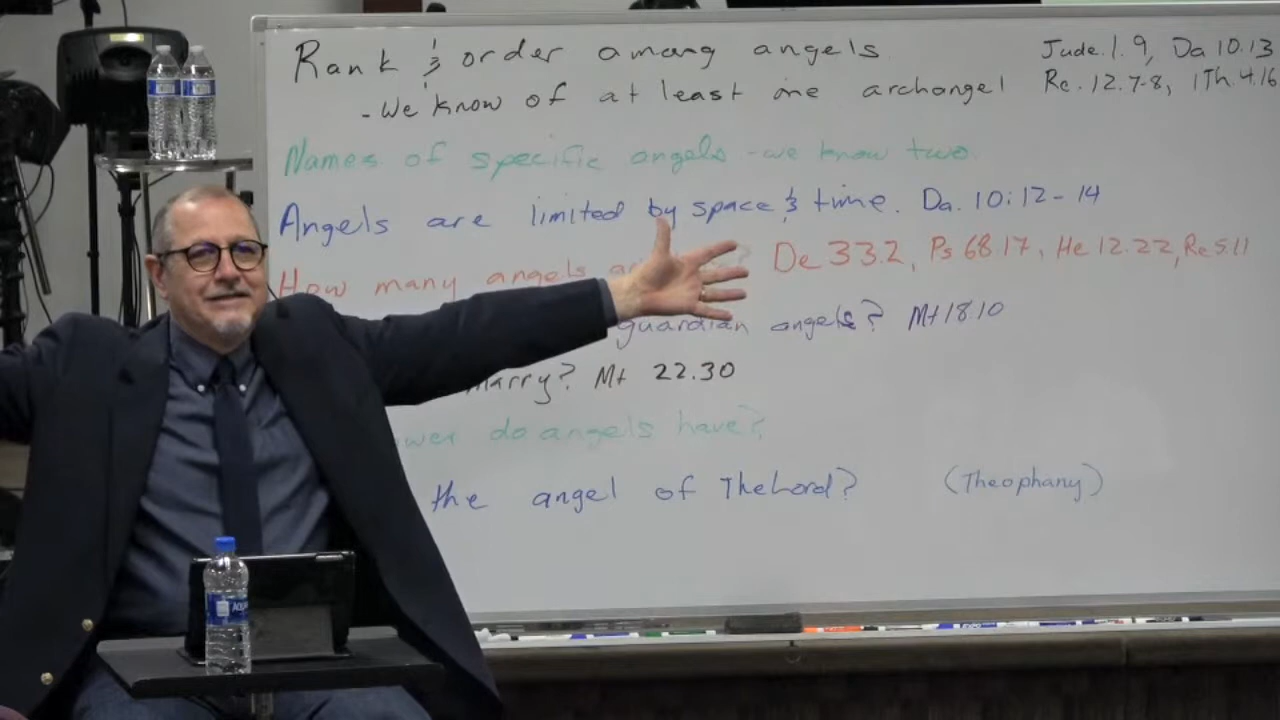 Rank & order among angels Jude.1.9, Da 10.13
- We know of at least one archangel Re. 12.7-8, 1Th.4.16
Names of specific angels - we know two.
Angels are limited by space & time. Da. 10:12-14
How many angels De 33.2, Ps 68.17, He 12.22, Re 5.11
guardian angels? Mt 18.10
marry? Mt 22.30
do angels have?
the angel of The Lord? (Theophany)